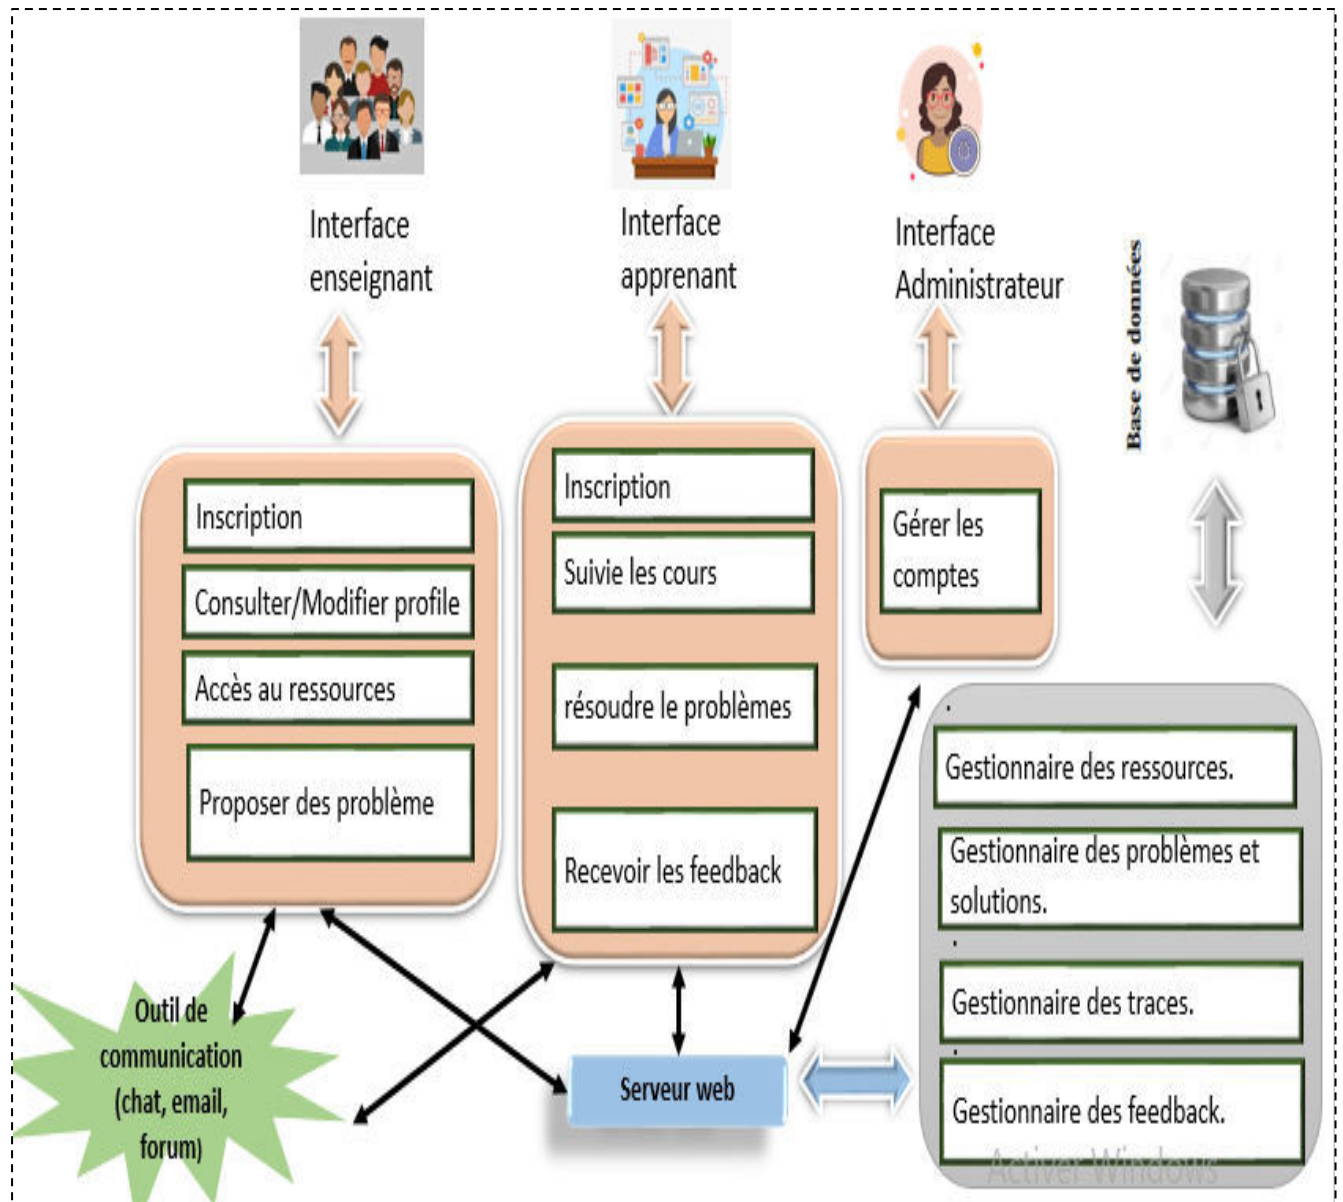 Interface
enseignant
Interface
apprenant
Interface
Administrateur
Base de données
Inscription
Consulter/Modifier profile
Accès au ressources
Proposer des problème
Inscription
Suivie les cours
résoudre le problèmes
Recevoir les feedback
Gérer les
comptes
Gestionnaire des ressources.
Gestionnaire des problèmes et
solutions.
Gestionnaire des traces.
Gestionnaire des feedback.
Outil de
communication
(chat, email,
forum)
Serveur web
Activer Windows